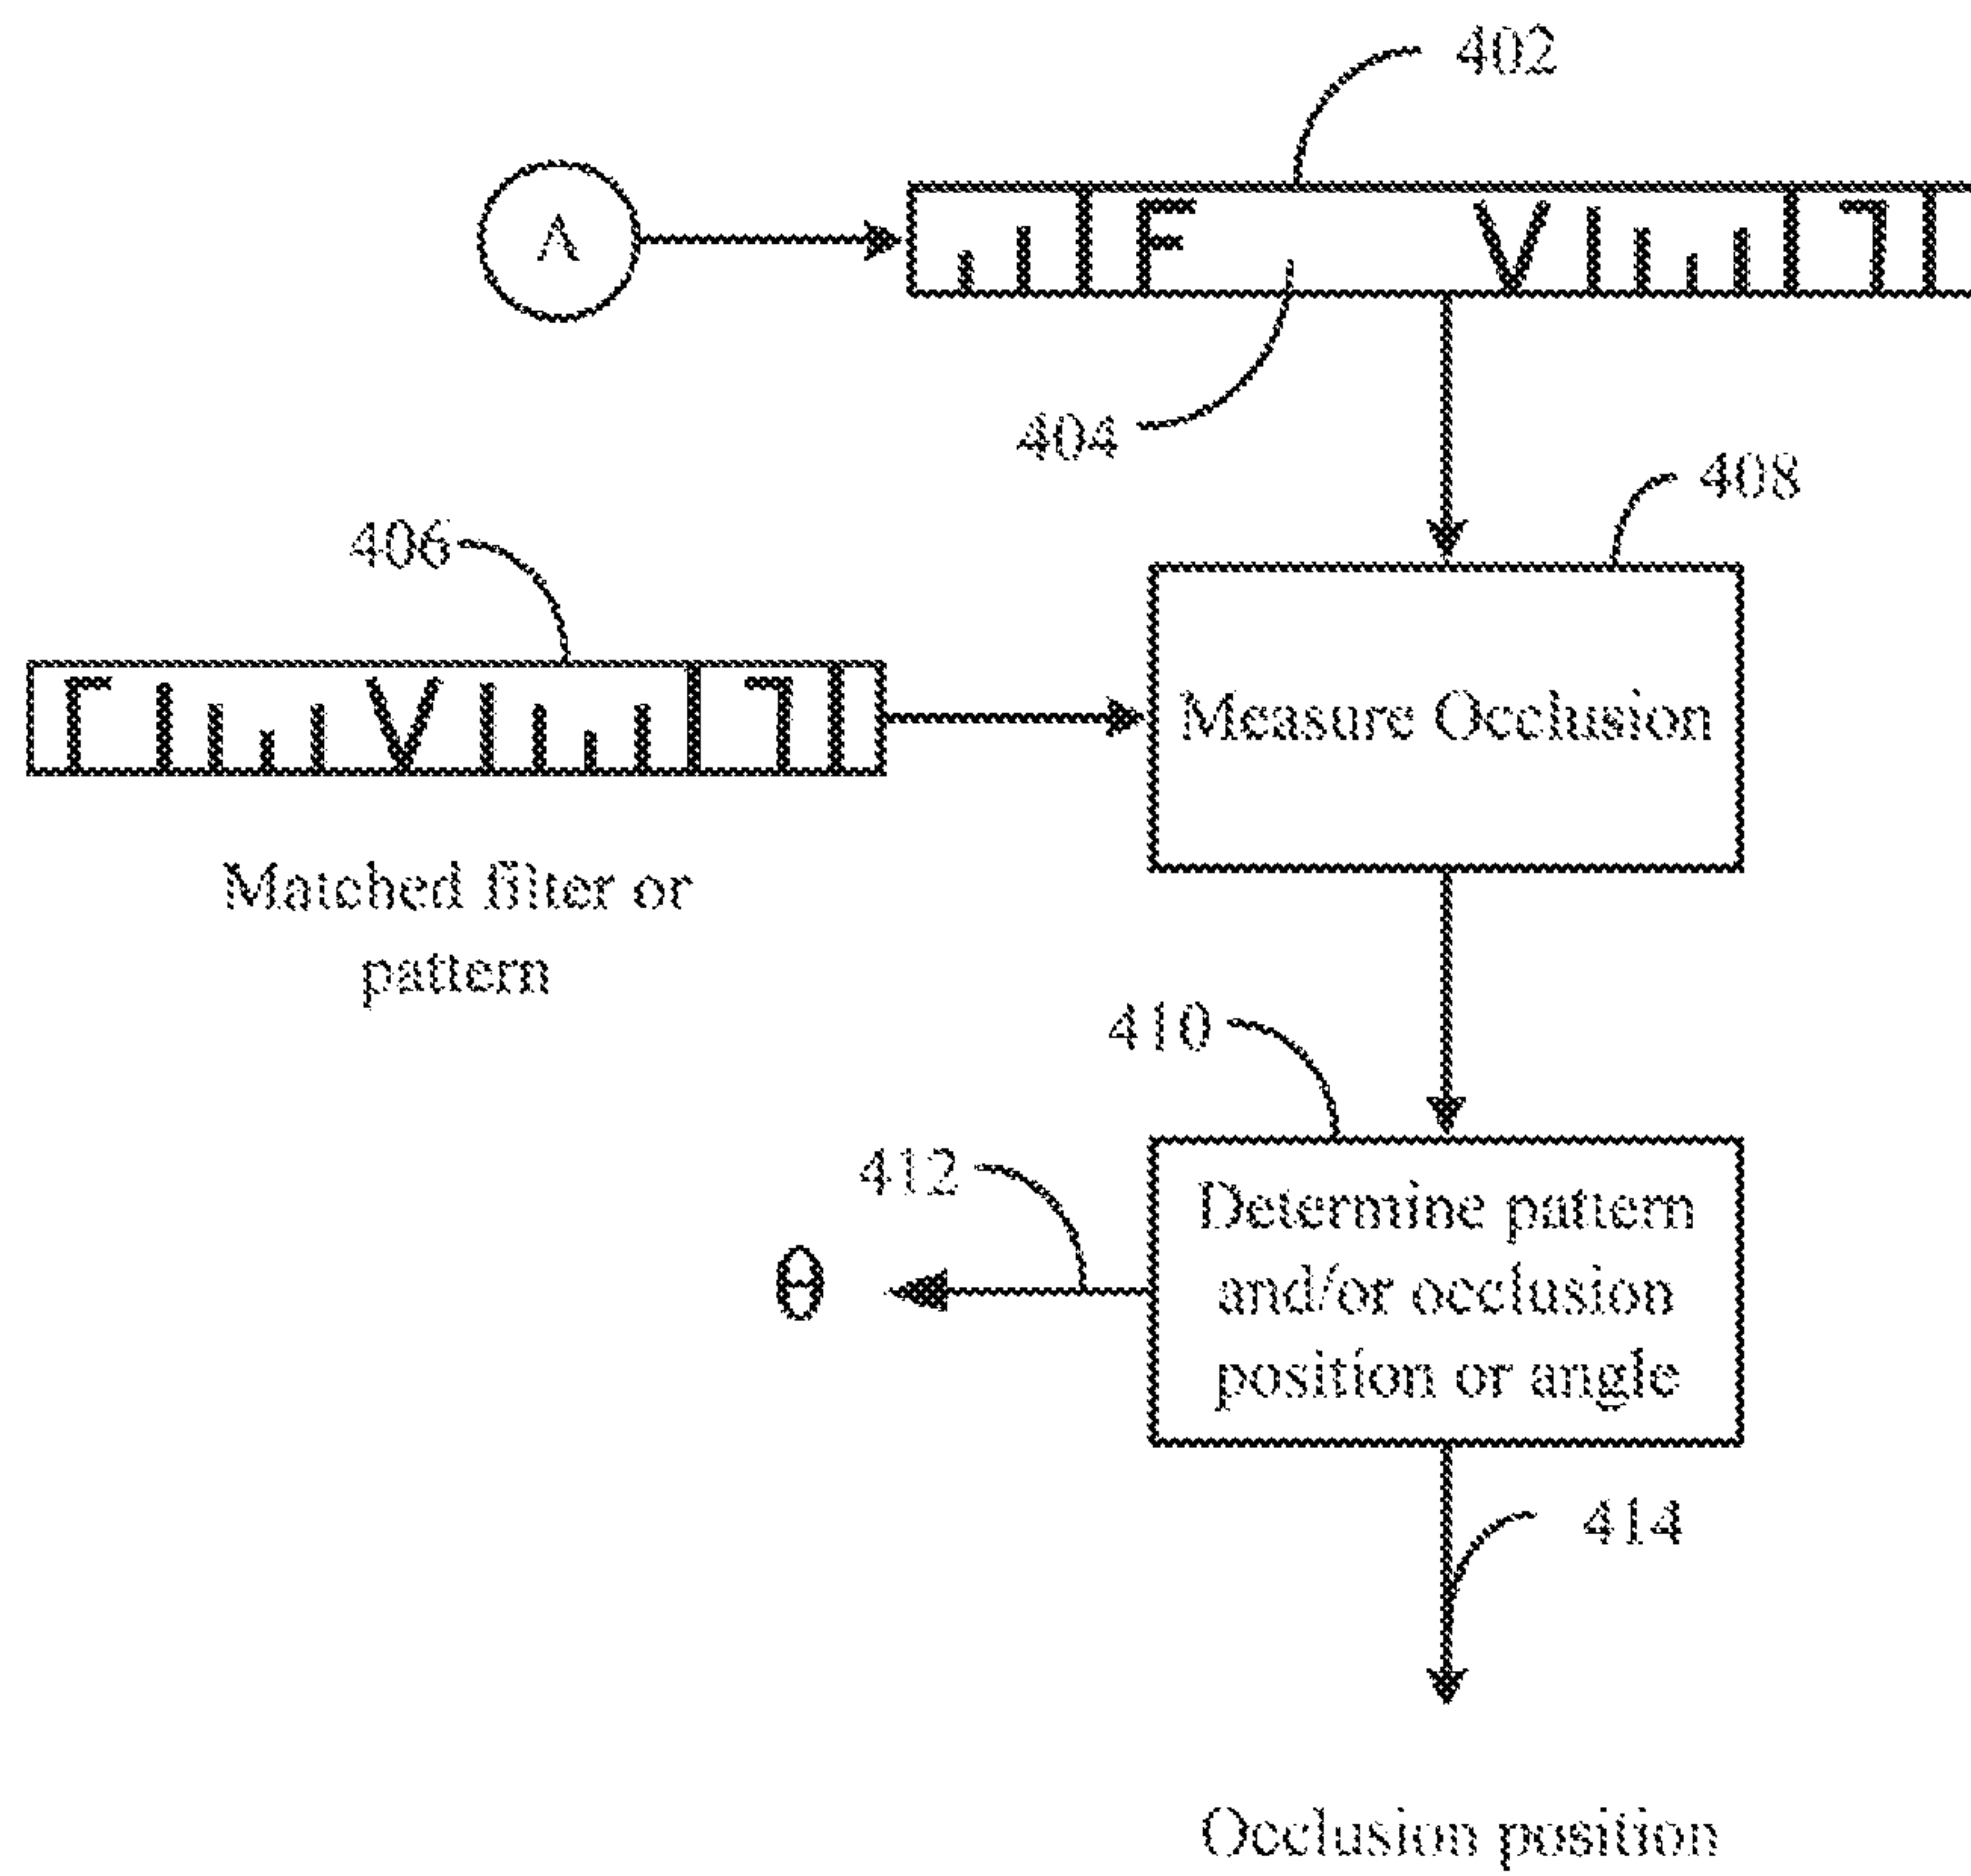 402
A
404
408
406
Measure Occlusion
Matched filter or
pattern
410
412
Determine pattern
and/or occlusion
position or angle
θ
414
Occlusion position